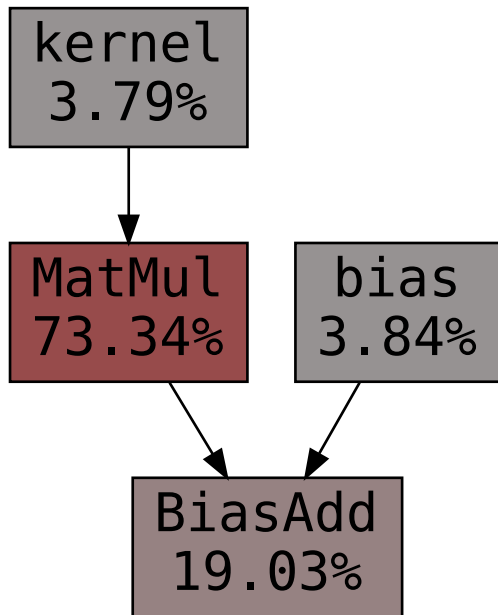 kernel
3.79%
MatMul
73.34%
bias
3.84%
BiasAdd
19.03%